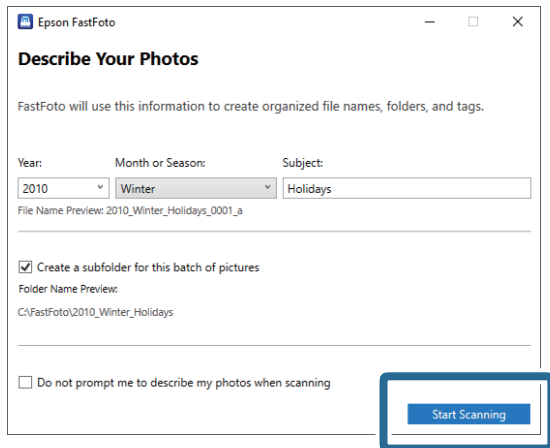 Epson FastFoto
Describe Your Photos
FastFoto will use this information to create organized file names, folders, and tags.
Year: Month or Season: Subject:
2010 Winter Holidays
File Name Preview: 2010_Winter_Holidays_0001_a
Create a subfolder for this batch of pictures
Folder Name Preview:
C:\FastFoto\2010_Winter_Holidays
Do not prompt me to describe my photos when scanning
Start Scanning